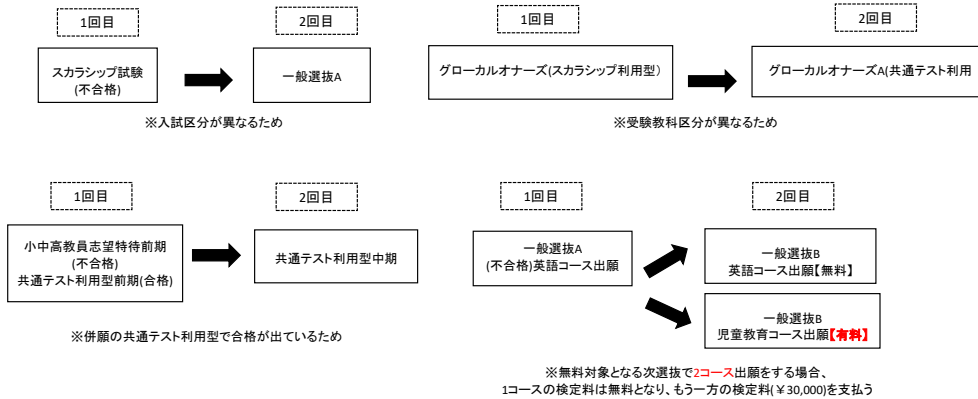 1回目
2回目
スカラシップ試験
(不合格)
一般選抜A
※入試区分が異なるため
1回目
2回目
グローカルオナーズ(スカラシップ利用型)
グローカルオナーズA(共通テスト利用
※受験教科区分が異なるため
1回目
2回目
小中高教員志望特待前期
(不合格)
共通テスト利用型前期(合格)
共通テスト利用型中期
※併願の共通テスト利用型で合格が出ているため
1回目
2回目
一般選抜A
(不合格)英語コース出願
一般選抜B
英語コース出願【無料】
一般選抜B
児童教育コース出願【有料】
※無料対象となる次選抜で2コース出願をする場合、
1コースの検定料は無料となり、もう一方の検定料(￥30,000)を支払う